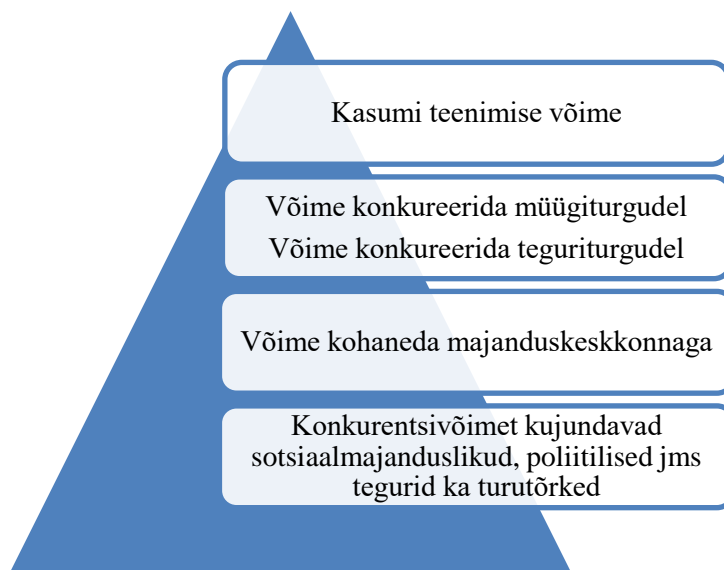 Kasumi teenimise võime
Võime konkureerida müügiturgudel
Võime konkureerida teguriturgudel
Võime kohaneda majanduskeskkonnaga
Konkurentsivõimet kujundavad
sotsiaalmajanduslikud, poliitilised jms
tegurid ka turutõrked